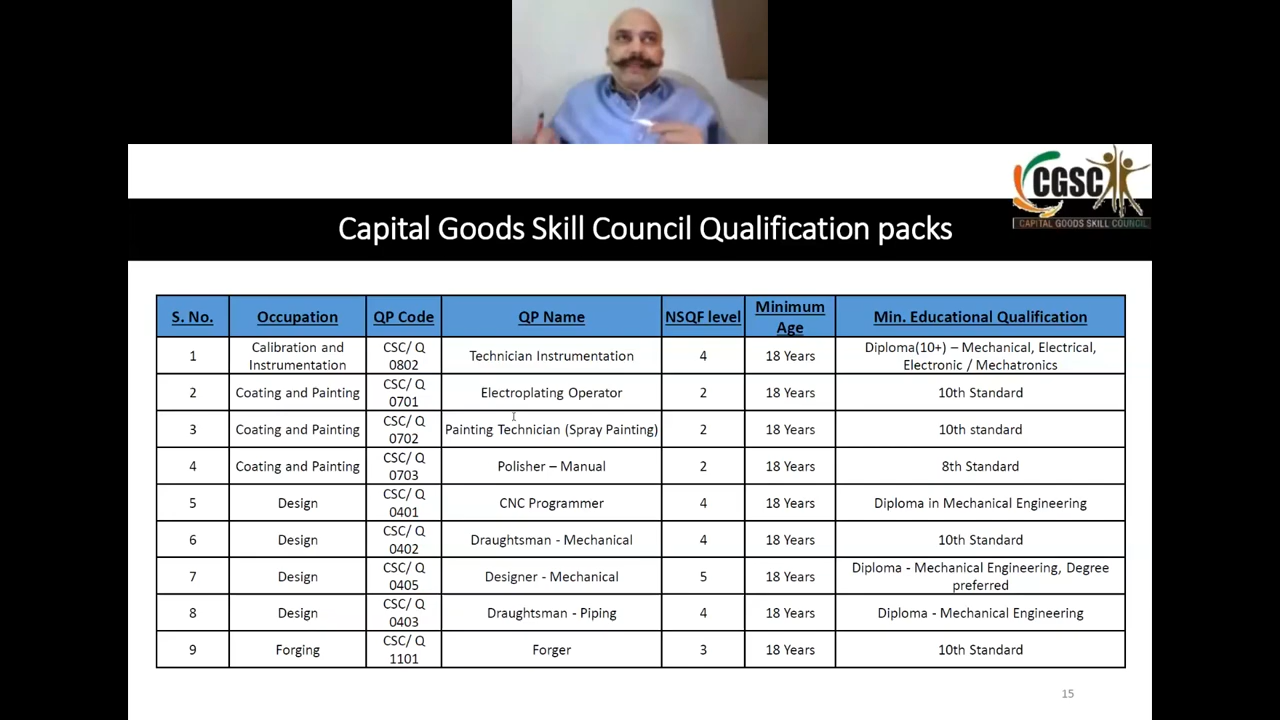 CGSC
CAPITAL GOODS SKILL COUNCIL
Capital Goods Skill Council Qualification packs
S. No. Occupation QP Code QP Name NSQF level Minimum Age Min. Educational Qualification
1 Calibration and Instrumentation CSC/ Q 0802 Technician Instrumentation 4 18 Years Diploma(10+) – Mechanical, Electrical, Electronic / Mechatronics
2 Coating and Painting CSC/ Q 0701 Electroplating Operator 2 18 Years 10th Standard
3 Coating and Painting CSC/ Q 0702 Painting Technician (Spray Painting) 2 18 Years 10th standard
4 Coating and Painting CSC/ Q 0703 Polisher – Manual 2 18 Years 8th Standard
5 Design CSC/ Q 0401 CNC Programmer 4 18 Years Diploma in Mechanical Engineering
6 Design CSC/ Q 0402 Draughtsman - Mechanical 4 18 Years 10th Standard
7 Design CSC/ Q 0405 Designer - Mechanical 5 18 Years Diploma - Mechanical Engineering, Degree preferred
8 Design CSC/ Q 0403 Draughtsman - Piping 4 18 Years Diploma - Mechanical Engineering
9 Forging CSC/ Q 1101 Forger 3 18 Years 10th Standard
15